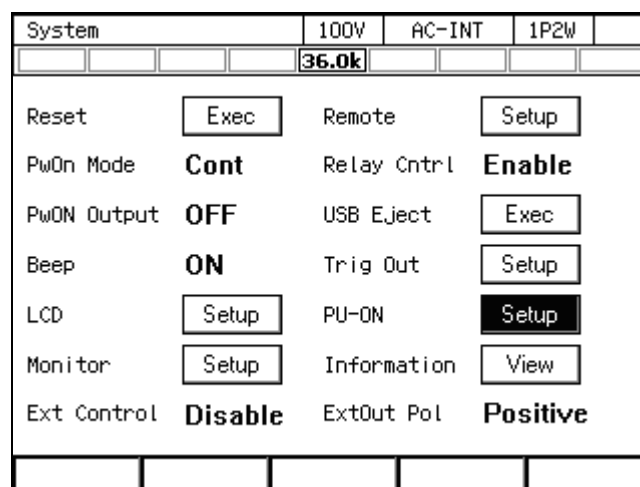 System 100V AC-INT 1P2W
36.0k
Reset Exec Remote Setup
PwOn Mode Cont Relay Cntrl Enable
PwON Output OFF USB Eject Exec
Beep ON Trig Out Setup
LCD Setup PU-ON Setup
Monitor Setup Information View
Ext Control Disable ExtOut Pol Positive